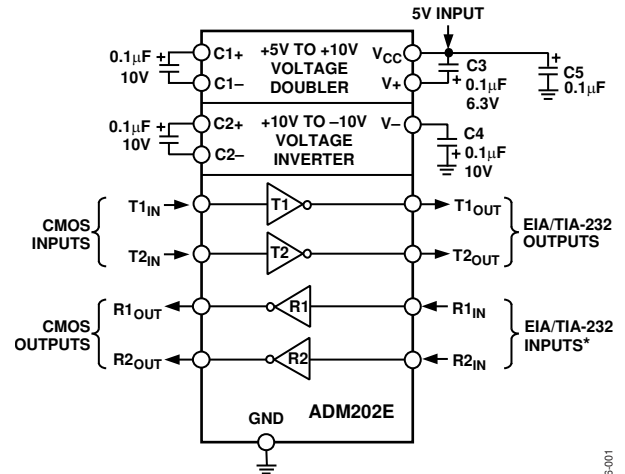 5V INPUT
0.1μF +
10V
C1+
C1–
+5V TO +10V
VOLTAGE
DOUBLER
VCC
V+
C3
+ 0.1μF
6.3V
+
C5
0.1μF
0.1μF +
10V
C2+
C2–
+10V TO –10V
VOLTAGE
INVERTER
V–
C4
+ 0.1μF
10V
CMOS
INPUTS
T1IN
T1
T1OUT
T2IN
T2
T2OUT
EIA/TIA-232
OUTPUTS
CMOS
OUTPUTS
R1OUT
R1
R1IN
R2OUT
R2
R2IN
EIA/TIA-232
INPUTS*
GND
ADM202E
6-001